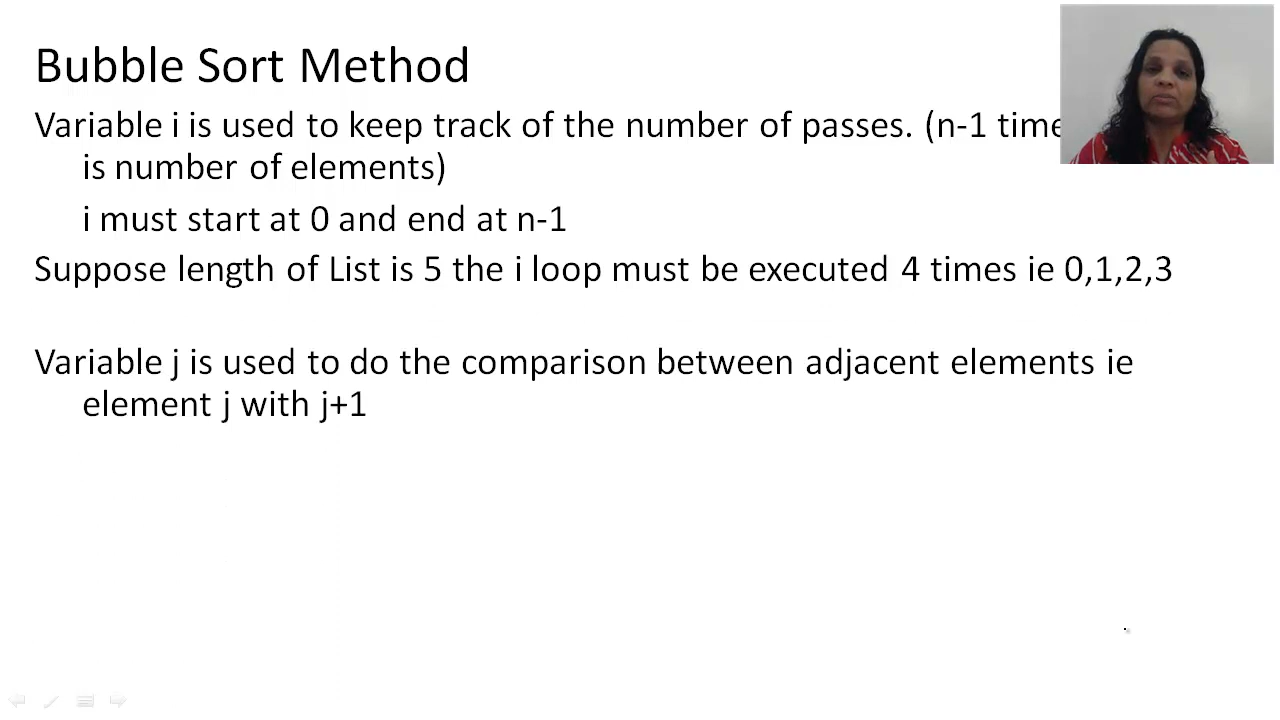 Bubble Sort Method
Variable i is used to keep track of the number of passes. (n-1
is number of elements)
i must start at 0 and end at n-1
Suppose length of List is 5 the i loop must be executed 4 times ie 0,1,2,3
Variable j is used to do the comparison between adjacent elements ie
element j with j+1